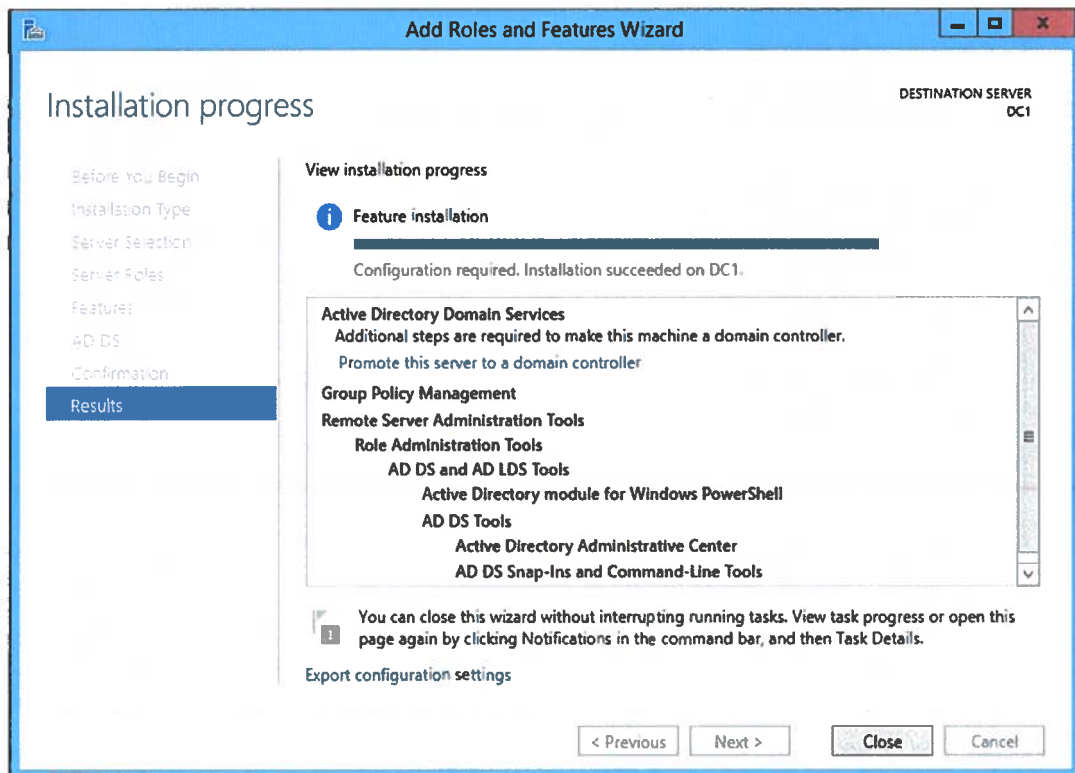 Add Roles and Features Wizard
Installation progress
DESTINATION SERVER
DC1
Before You Begin
Installation Type
Server Selection
Server Roles
Features
AD DS
Confirmation
Results
View installation progress
Feature installation
Configuration required. Installation succeeded on DC1.
Active Directory Domain Services
Additional steps are required to make this machine a domain controller.
Promote this server to a domain controller
Group Policy Management
Remote Server Administration Tools
Role Administration Tools
AD DS and AD LDS Tools
Active Directory module for Windows PowerShell
AD DS Tools
Active Directory Administrative Center
AD DS Snap-Ins and Command-Line Tools
1
You can close this wizard without interrupting running tasks. View task progress or open this
page again by clicking Notifications in the command bar, and then Task Details.
Export configuration settings
< Previous
Next >
Close
Cancel